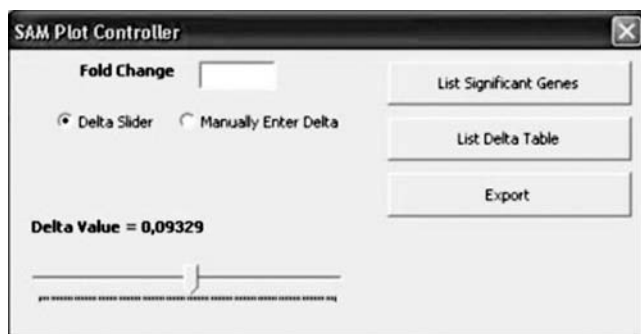 SAM Plot Controller
Fold Change
Delta Slider Manually Enter Delta
List Significant Genes
List Delta Table
Export
Delta Value = 0,09329